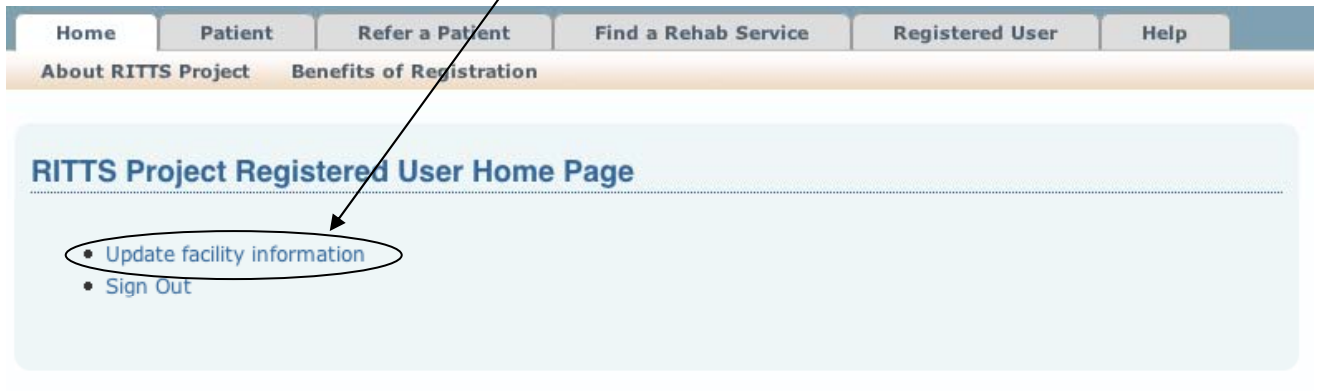 Home Patient Refer a Patient Find a Rehab Service Registered User Help
About RITTS Project Benefits of Registration
RITTS Project Registered User Home Page
• Update facility information
• Sign Out